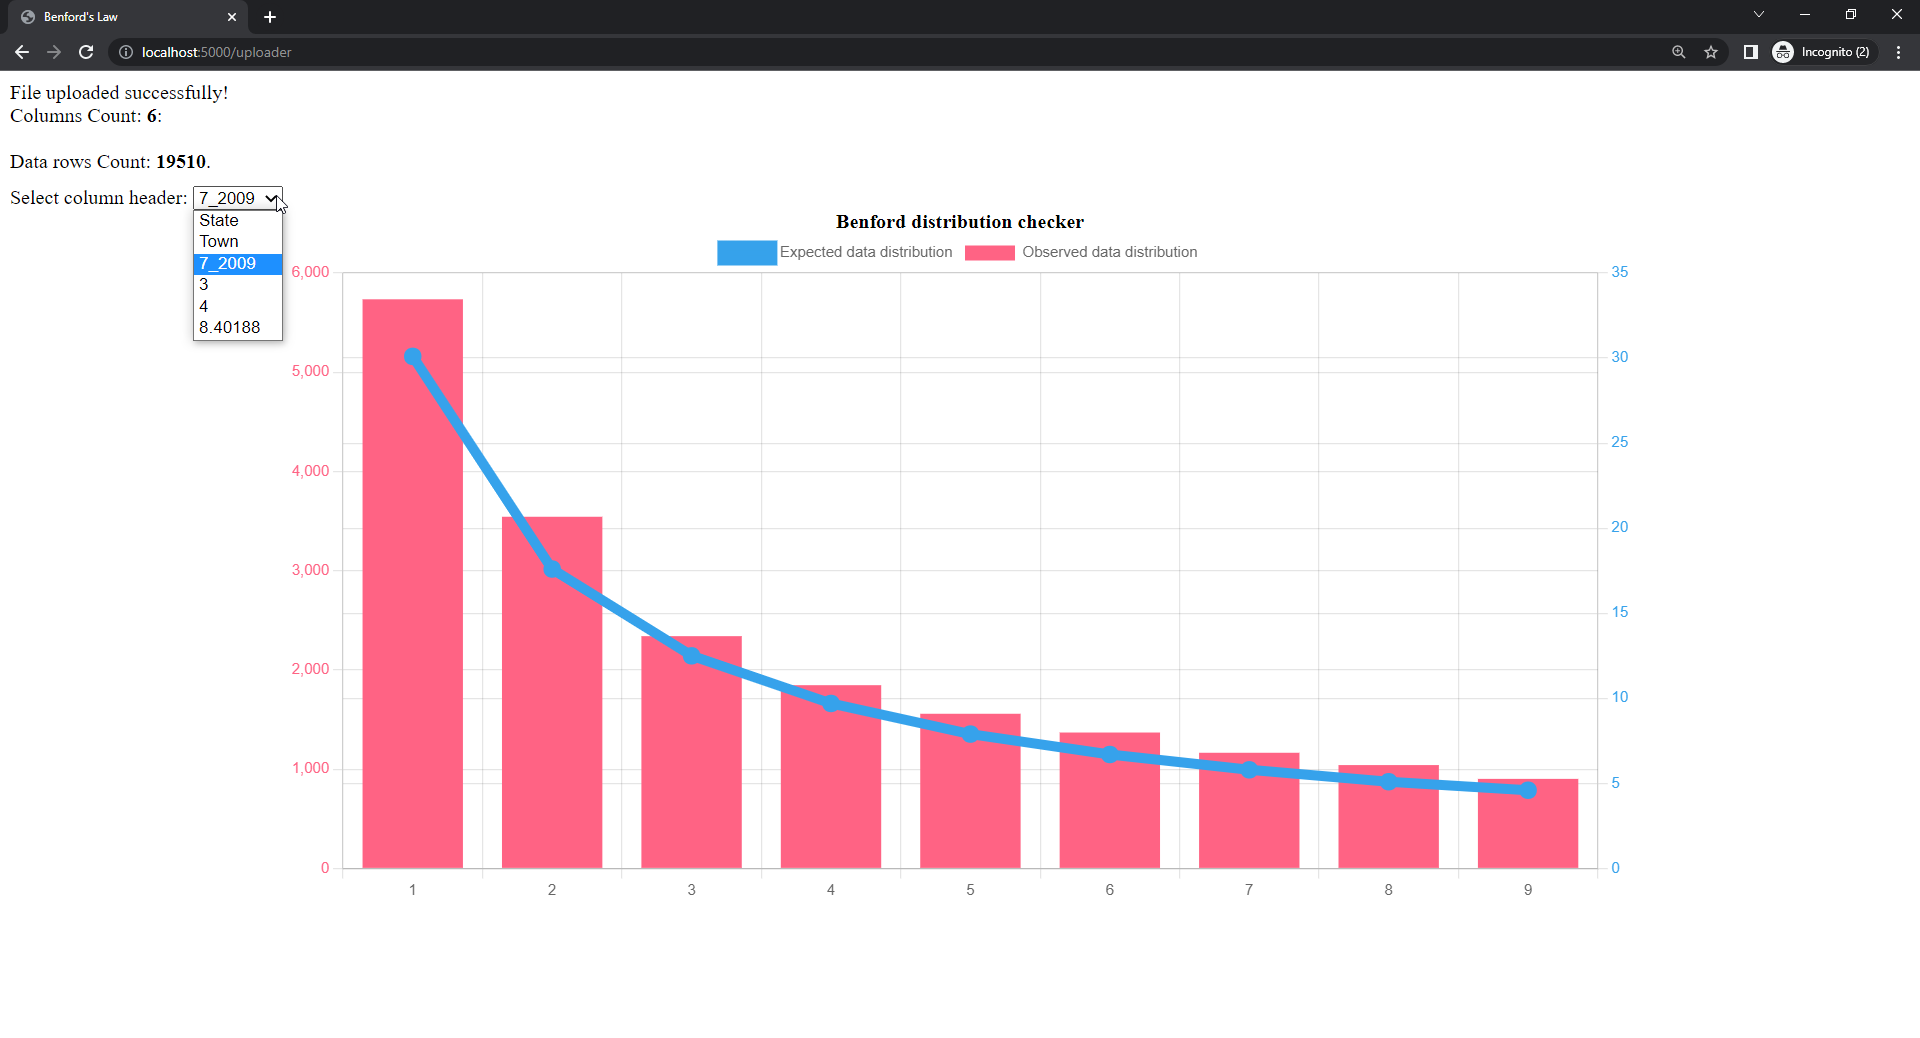 Benford's Law
localhost:5000/uploader
Incognito (2)
File uploaded successfully!
Columns Count: 6:
Data rows Count: 19510.
Select column header: 7_2009
State
Town
7_2009
3
4
8.40188
Benford distribution checker
Expected data distribution Observed data distribution
6,000 35
30
5,000
25
4,000
20
3,000
15
2,000
10
1,000
5
0 0
1 2 3 4 5 6 7 8 9